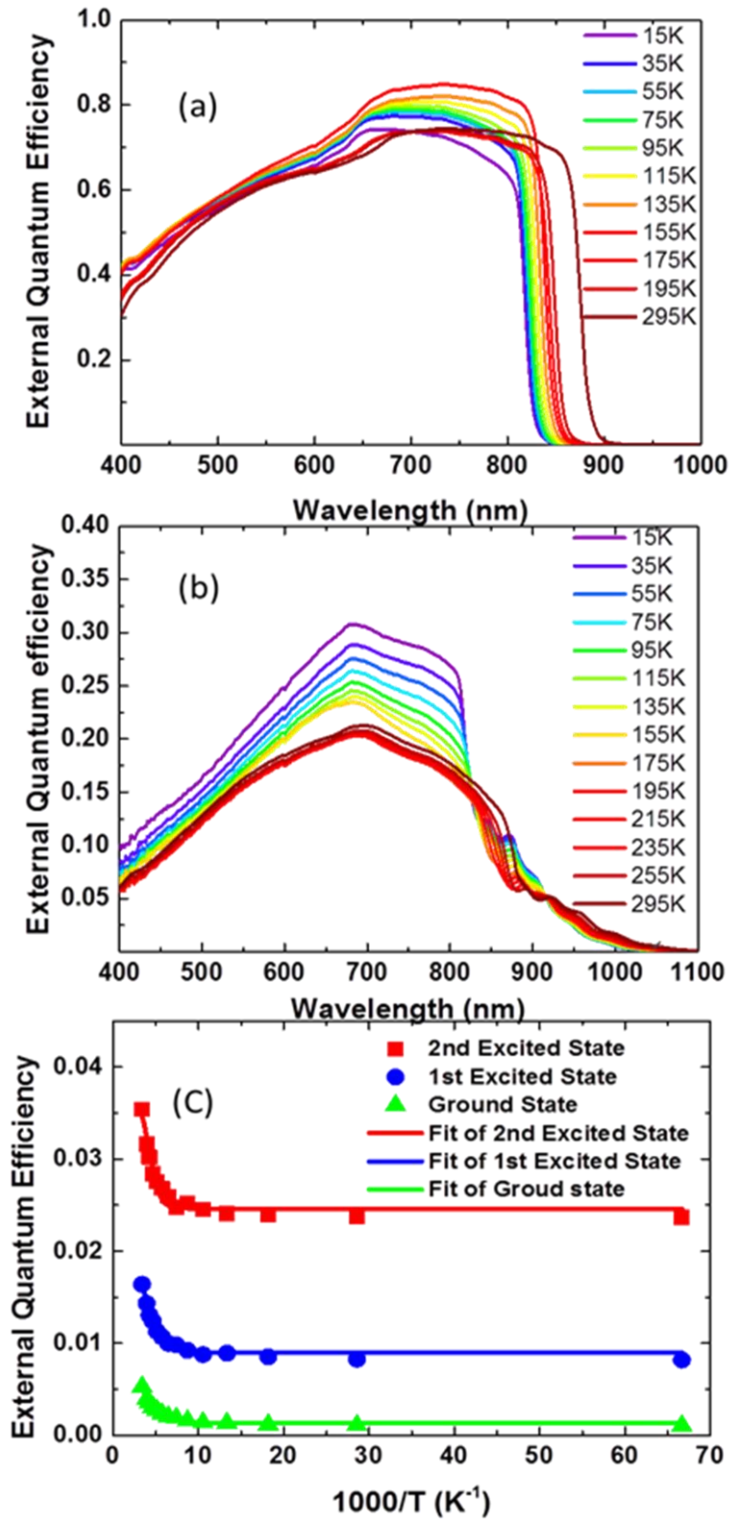 1.0
0.8
0.6
0.4
0.2
External Quantum Efficiency
(a)
15K
35K
55K
75K
95K
115K
135K
155K
175K
195K
295K
400 500 600 700 800 900 1000
Wavelength (nm)
0.40
0.35
0.30
0.25
0.20
0.15
0.10
0.05
External Quantum efficiency
(b)
15K
35K
55K
75K
95K
115K
135K
155K
175K
195K
215K
235K
255K
295K
400 500 600 700 800 900 1000 1100
Wavelength (nm)
0.04
0.03
0.02
0.01
0.00
External Quantum Efficiency
(C)
2nd Excited State
1st Excited State
Ground State
Fit of 2nd Excited State
Fit of 1st Excited State
Fit of Groud state
0 10 20 30 40 50 60 70
1000/T (K⁻¹)